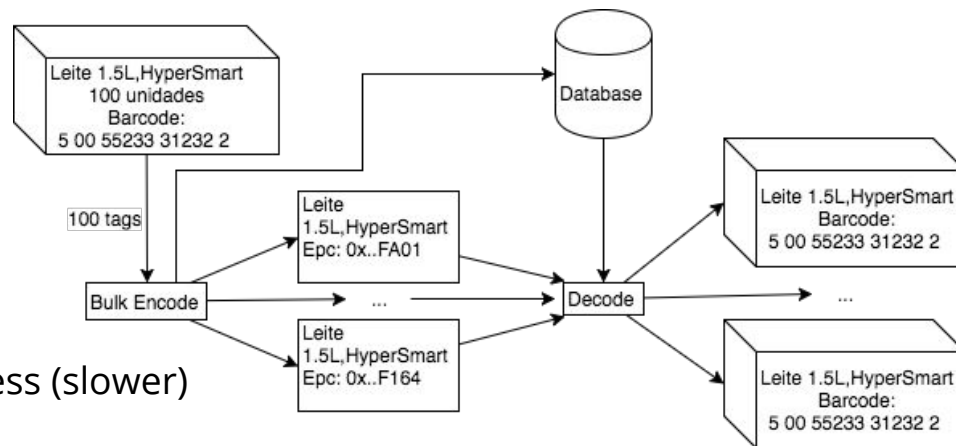 Leite 1.5L,HyperSmart
100 unidades
Barcode:
5 00 55233 31232 2
100 tags
Bulk Encode
Database
Leite
1.5L,HyperSmart
Epc: 0x..FA01
...
Leite
1.5L,HyperSmart
Epc: 0x..F164
Decode
Leite 1.5L,HyperSmart
Barcode:
5 00 55233 31232 2
...
Leite 1.5L,HyperSmart
Barcode:
5 00 55233 31232 2
(slower)